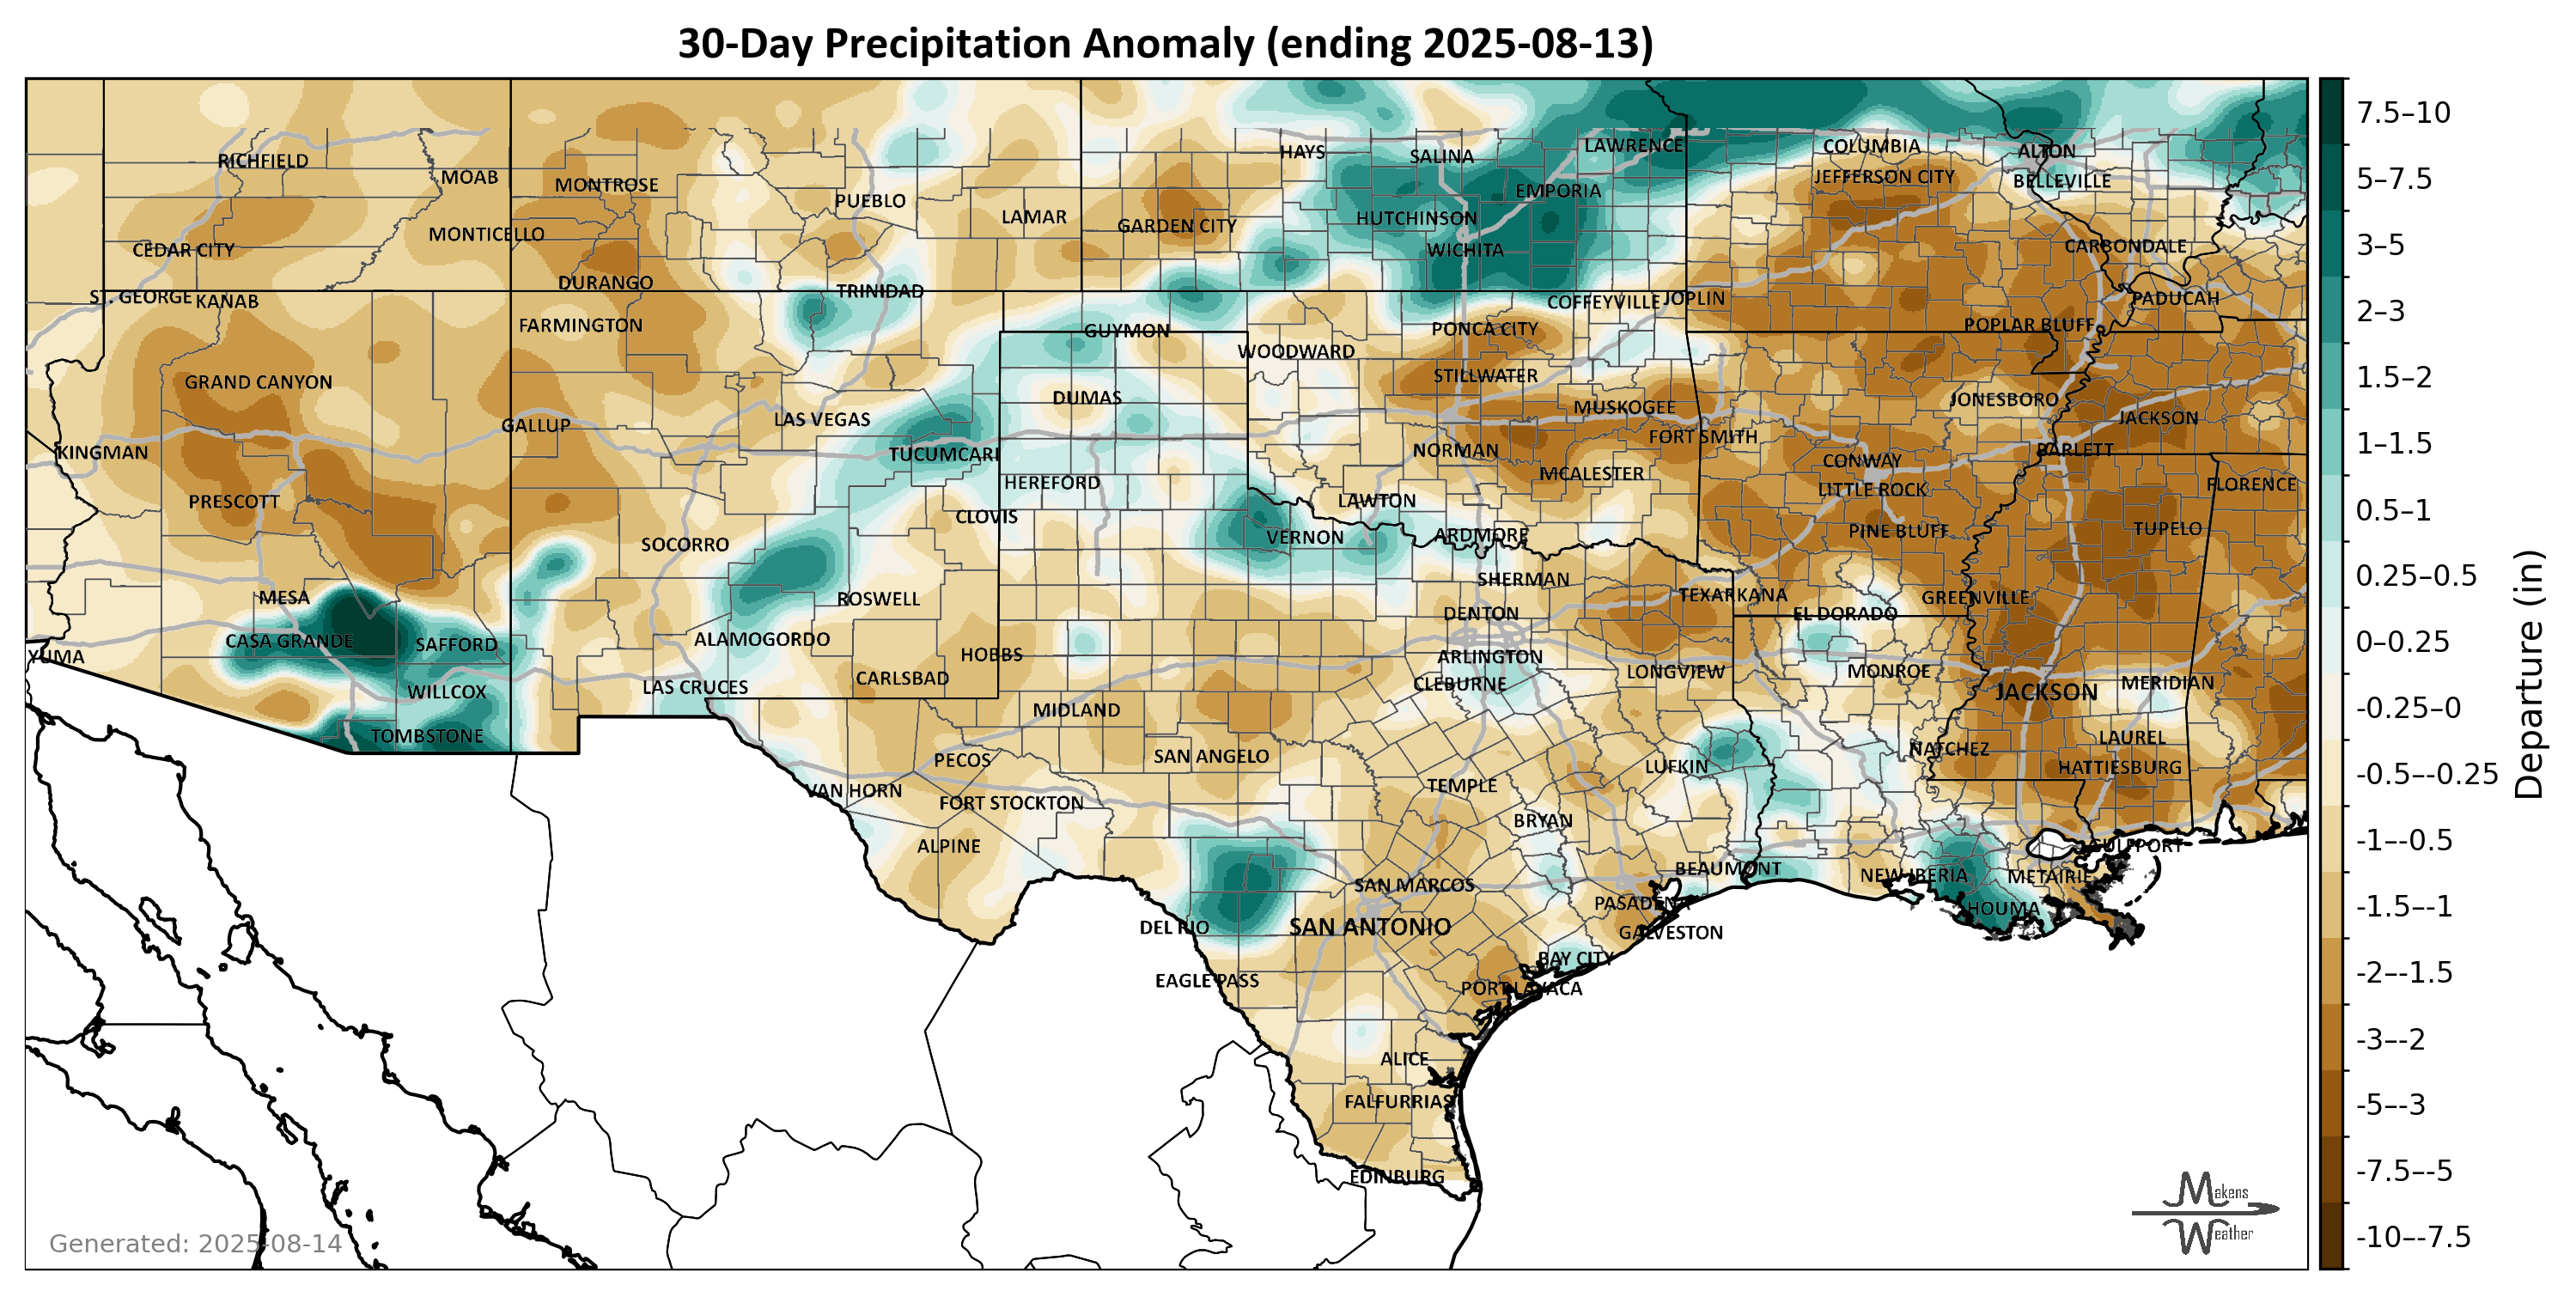 30-Day Precipitation Anomaly (ending 2025-08-13)
RICHFIELD
MOAB
MONTROSE
PUEBLO
LAMAR
HAYS
SALINA
LAWRENCE
COLUMBIA
ALTON
JEFFERSON CITY
BELLEVILLE
EMPORIA
GARDEN CITY
HUTCHINSON
WICHITA
CEDAR CITY
MONTICELLO
CARBONDALE
DURANGO
TRINIDAD
ST. GEORGE
KANAB
COFFEYVILLE
JOPLIN
PADUCAH
FARMINGTON
GUYMON
PONCA CITY
POPLAR BLUFF
WOODWARD
GRAND CANYON
DUMAS
STILLWATER
MUSKOGEE
JONESBORO
JACKSON
GALLUP
LAS VEGAS
FORT SMITH
KINGMAN
TUCUMCARI
NORMAN
BARLETT
CONWAY
PRESCOTT
HEREFORD
MCALESTER
LITTLE ROCK
FLORENCE
LAWTON
CLOVIS
VERNON
ARDMORE
PINE BLUFF
TUPELO
SOCORRO
SHERMAN
MESA
ROSWELL
DENTON
TEXARKANA
EL DORADO
GREENVILLE
CASA GRANDE
SAFFORD
ALAMOGORDO
HOBBS
ARLINGTON
YUMA
CLEBURNE
LONGVIEW
MONROE
MERIDIAN
WILLCOX
LAS CRUCES
CARLSBAD
JACKSON
MIDLAND
TOMBSTONE
SAN ANGELO
NATCHEZ
LAUREL
PECOS
LUFKIN
HATTIESBURG
VAN HORN
FORT STOCKTON
TEMPLE
BRYAN
ALPINE
GULFPORT
BEAUMONT
NEW IBERIA
METAIRIE
SAN MARCOS
PASADENA
HOUMA
DEL RIO
SAN ANTONIO
GALVESTON
BAY CITY
EAGLE PASS
PORT LAVACA
ALICE
FALFURRIAS
EDINBURG
Generated: 2025-08-14
Makens
Weather
7.5–10
5–7.5
3–5
2–3
1.5–2
1–1.5
0.5–1
0.25–0.5
0–0.25
-0.25–0
-0.5–-0.25
-1–-0.5
-1.5–-1
-2–-1.5
-3–-2
-5–-3
-7.5–-5
-10–-7.5
Departure (in)